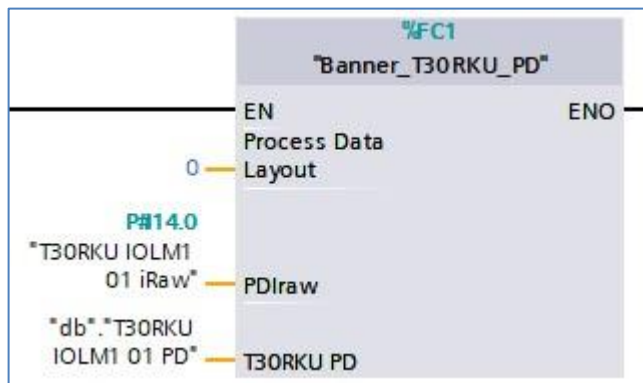 %FC1
"Banner_T30RKU_PD"
EN
ENO
Process Data
0
Layout
P#I14.0
"T30RKU IOLM1
01 iRaw"
PDIraw
"db"."T30RKU
IOLM1 01 PD"
T30RKU PD